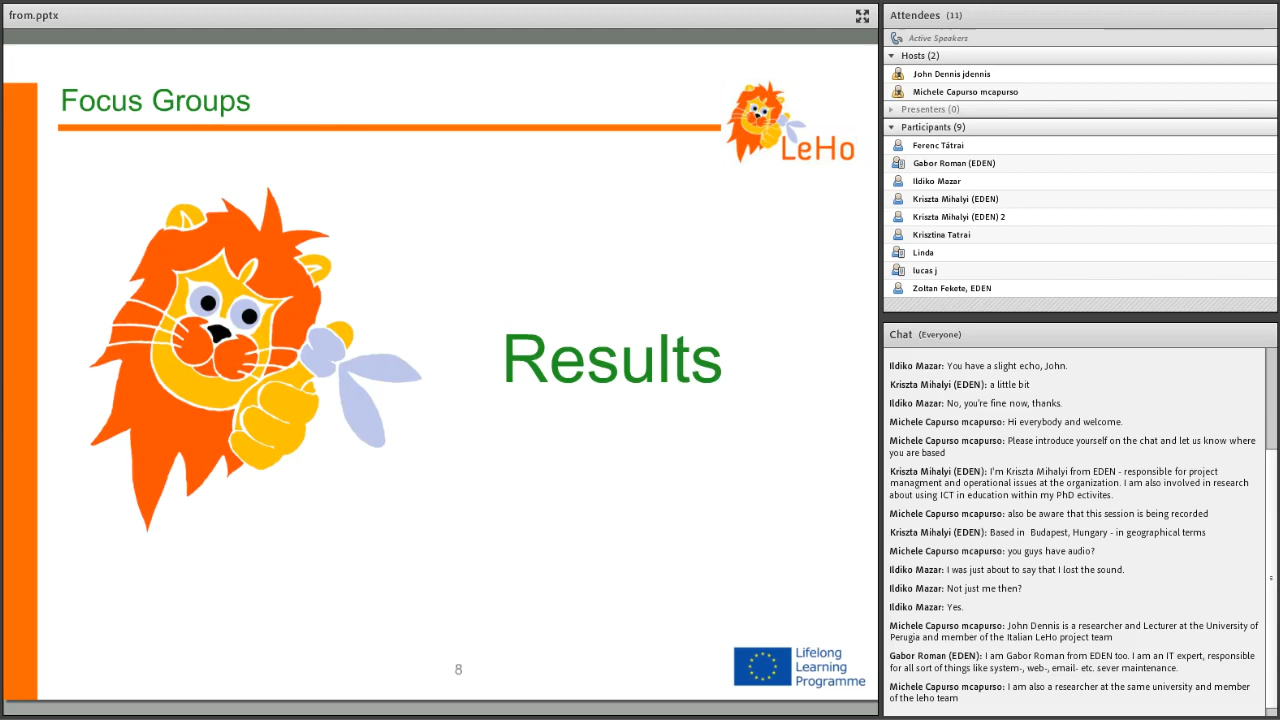 from.pptx
Focus Groups
LeHo
Results
8
Lifelong
Learning
Programme
Attendees (11)
Active Speakers
Hosts (2)
John Dennis jdennis
Michele Capurso mcapurso
Presenters (0)
Participants (9)
Ferenc Tátrai
Gabor Roman (EDEN)
Ildiko Mazar
Kriszta Mihalyi (EDEN)
Kriszta Mihalyi (EDEN) 2
Krisztina Tatrai
Linda
lucas j
Zoltan Fekete, EDEN
Chat (Everyone)
Ildiko Mazar: You have a slight echo, John.
Kriszta Mihalyi (EDEN): a little bit
Ildiko Mazar: No, you're fine now, thanks.
Michele Capurso mcapurso: Hi everybody and welcome.
Michele Capurso mcapurso: Please introduce yourself on the chat and let us know where
you are based
Kriszta Mihalyi (EDEN): I'm Kriszta Mihalyi from EDEN - responsible for project
managment and operational issues at the organization. I am also involved in research
about using ICT in education within my PhD ectivites.
Michele Capurso mcapurso: also be aware that this session is being recorded
Kriszta Mihalyi (EDEN): Based in Budapest, Hungary - in geographical terms
Michele Capurso mcapurso: you guys have audio?
Ildiko Mazar: I was just about to say that I lost the sound.
Ildiko Mazar: Not just me then?
Ildiko Mazar: Yes.
Michele Capurso mcapurso: John Dennis is a researcher and Lecturer at the University of
Perugia and member of the Italian LeHo project team
Gabor Roman (EDEN): I am Gabor Roman from EDEN too. I am an IT expert, responsible
for all sort of things like system-, web-, email- etc. sever maintenance.
Michele Capurso mcapurso: I am also a researcher at the same university and member
of the leho team